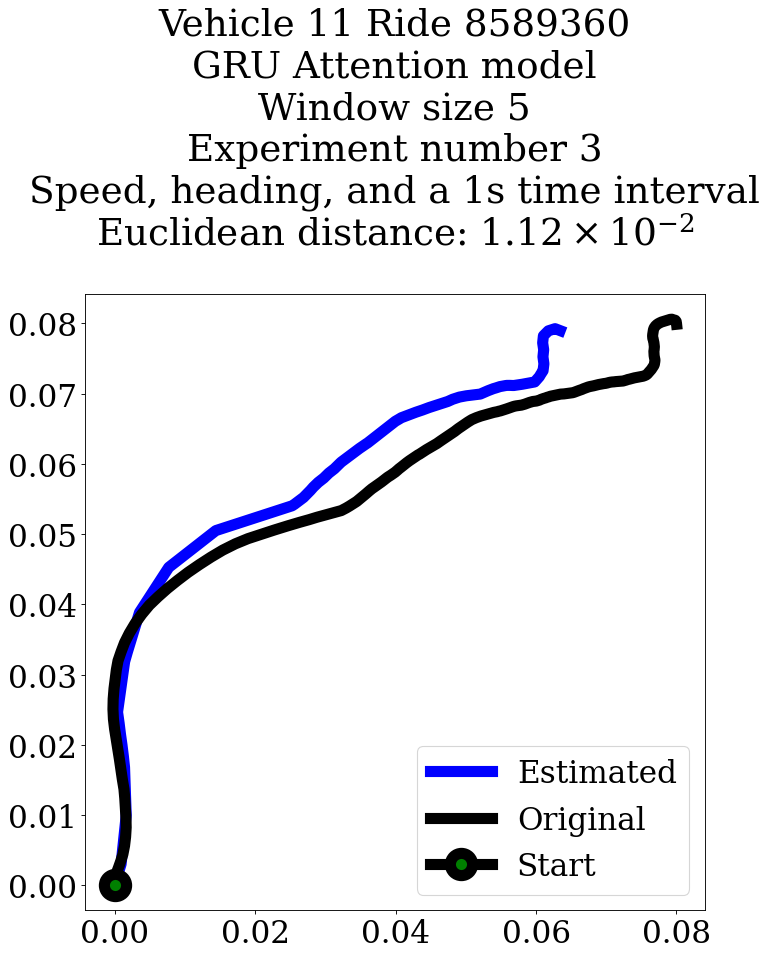 Vehicle 11 Ride 8589360
GRU Attention model
Window size 5
Experiment number 3
Speed, heading, and a 1s time interval
Euclidean distance: 1.12 × 10⁻²
0.08
0.07
0.06
0.05
0.04
0.03
0.02
0.01
0.00
Estimated
Original
Start
0.00 0.02 0.04 0.06 0.08